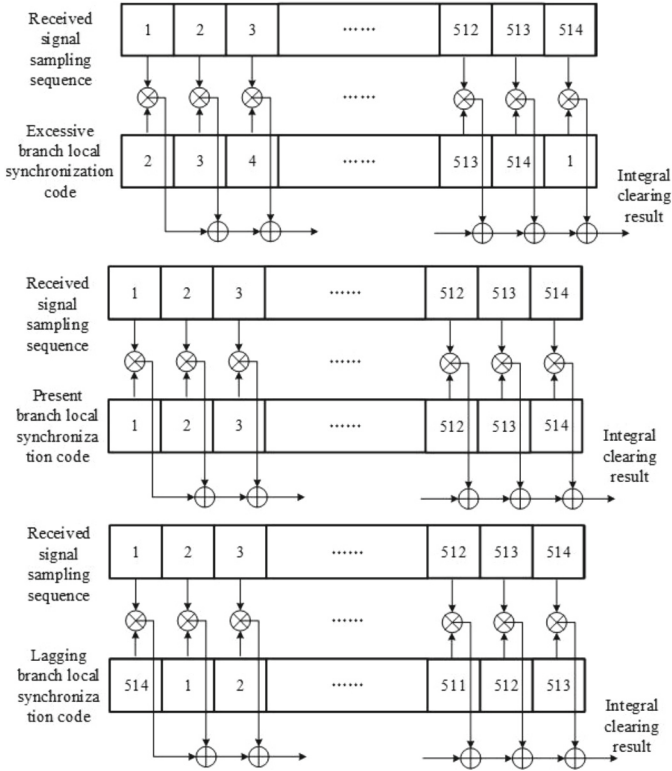 Received
signal
sampling
sequence
1 2 3 ...... 512 513 514
......
Excessive
branch local
synchronization
code
2 3 4 ...... 513 514 1
Integral
clearing
result
Received
signal
sampling
sequence
1 2 3 ...... 512 513 514
......
Present
branch local
synchroniza
tion code
1 2 3 ...... 512 513 514
Integral
clearing
result
Received
signal
sampling
sequence
1 2 3 ...... 512 513 514
......
Lagging
branch local
synchroniza
tion code
514 1 2 ...... 511 512 513
Integral
clearing
result